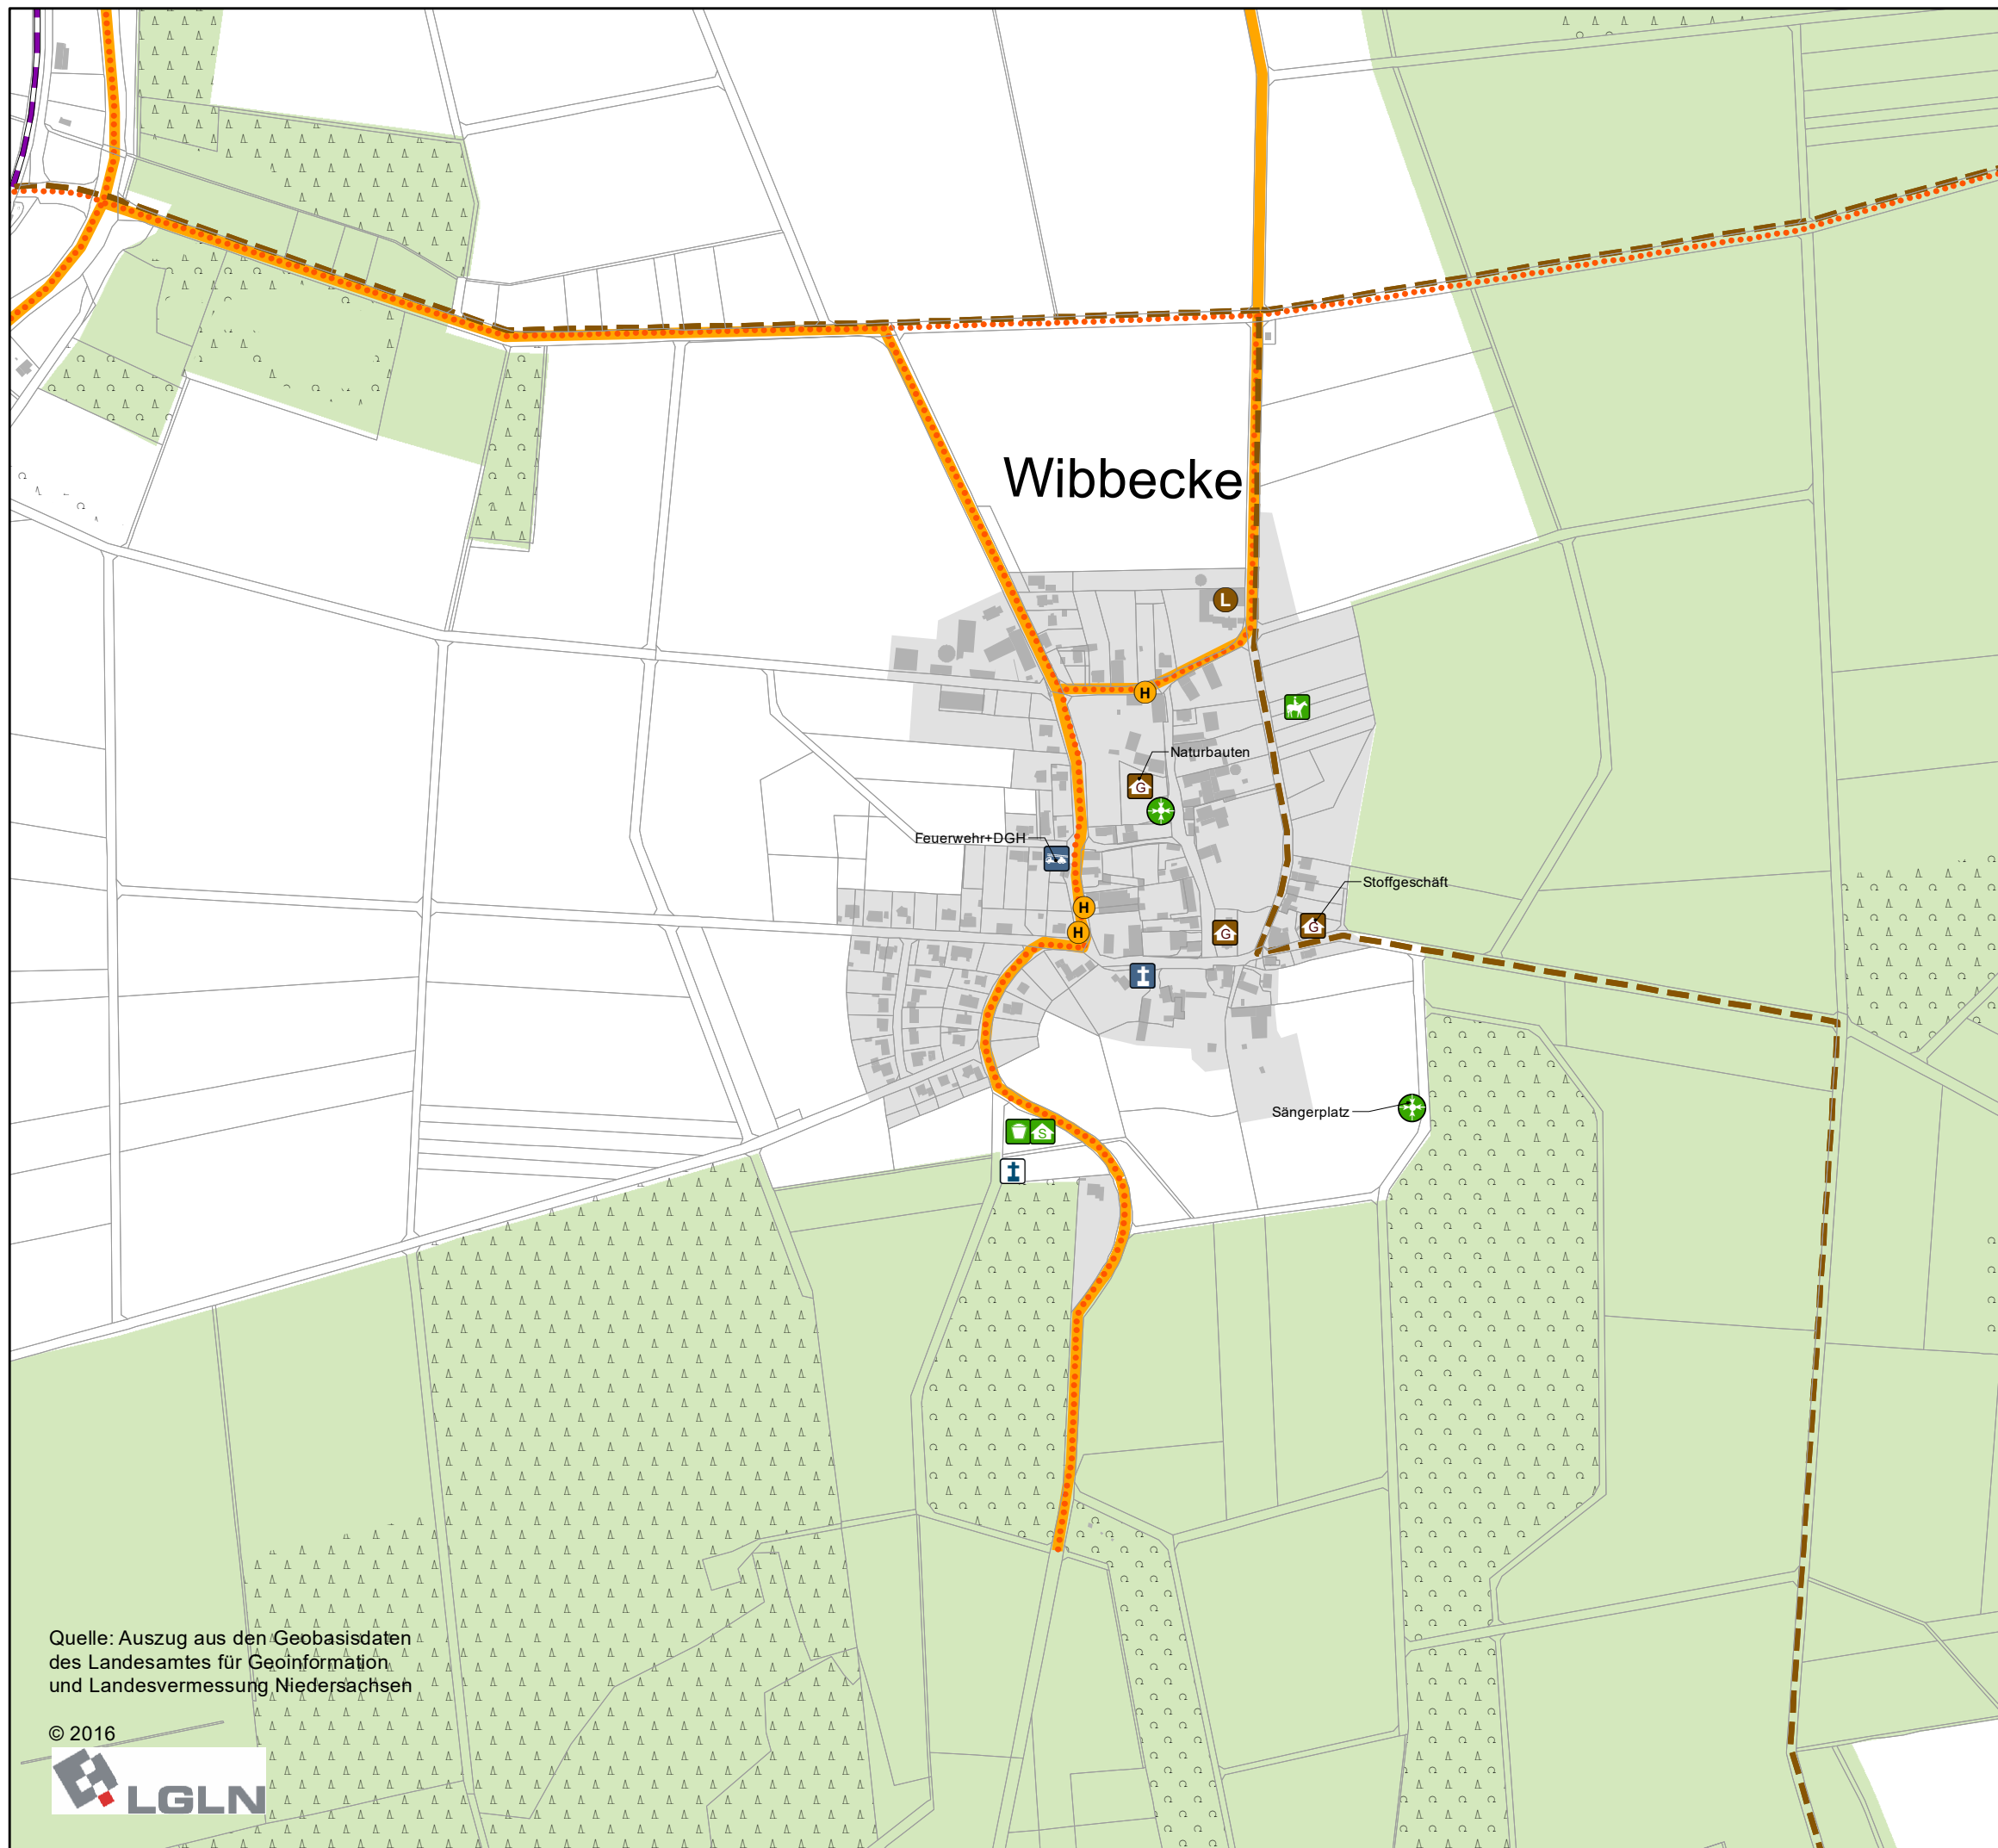 Wibbecke
L
H
Naturbauten
G
Feuerwehr+DGH
Stoffgeschäft
H
G
G
H
Sängerplatz
S
Quelle: Auszug aus den Geobasisdaten
des Landesamtes für Geoinformation
und Landesvermessung Niedersachsen
© 2016
LGLN